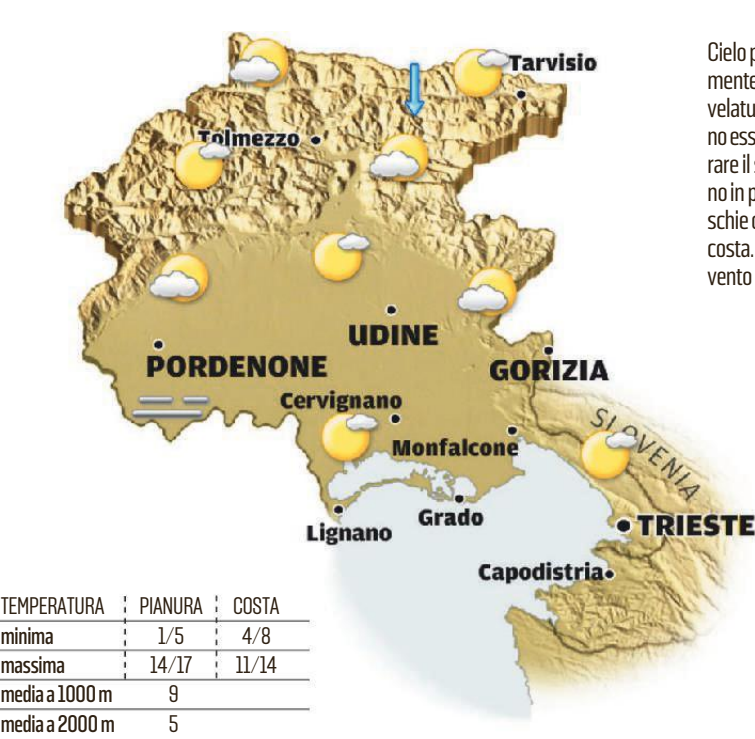 Tarvisio
Tolmezzo
UDINE
PORDENONE
GORIZIA
Cervignano
SLOVENIA
Monfalcone
Grado
Lignano
TRIESTE
Capodistria
Cielo p
mente
velatu
no ess
rare il
no in p
schie
costa.
vento
TEMPERATURA PIANURA COSTA
minima 1/5 4/8
massima 14/17 11/14
media a 1000 m 9
media a 2000 m 5